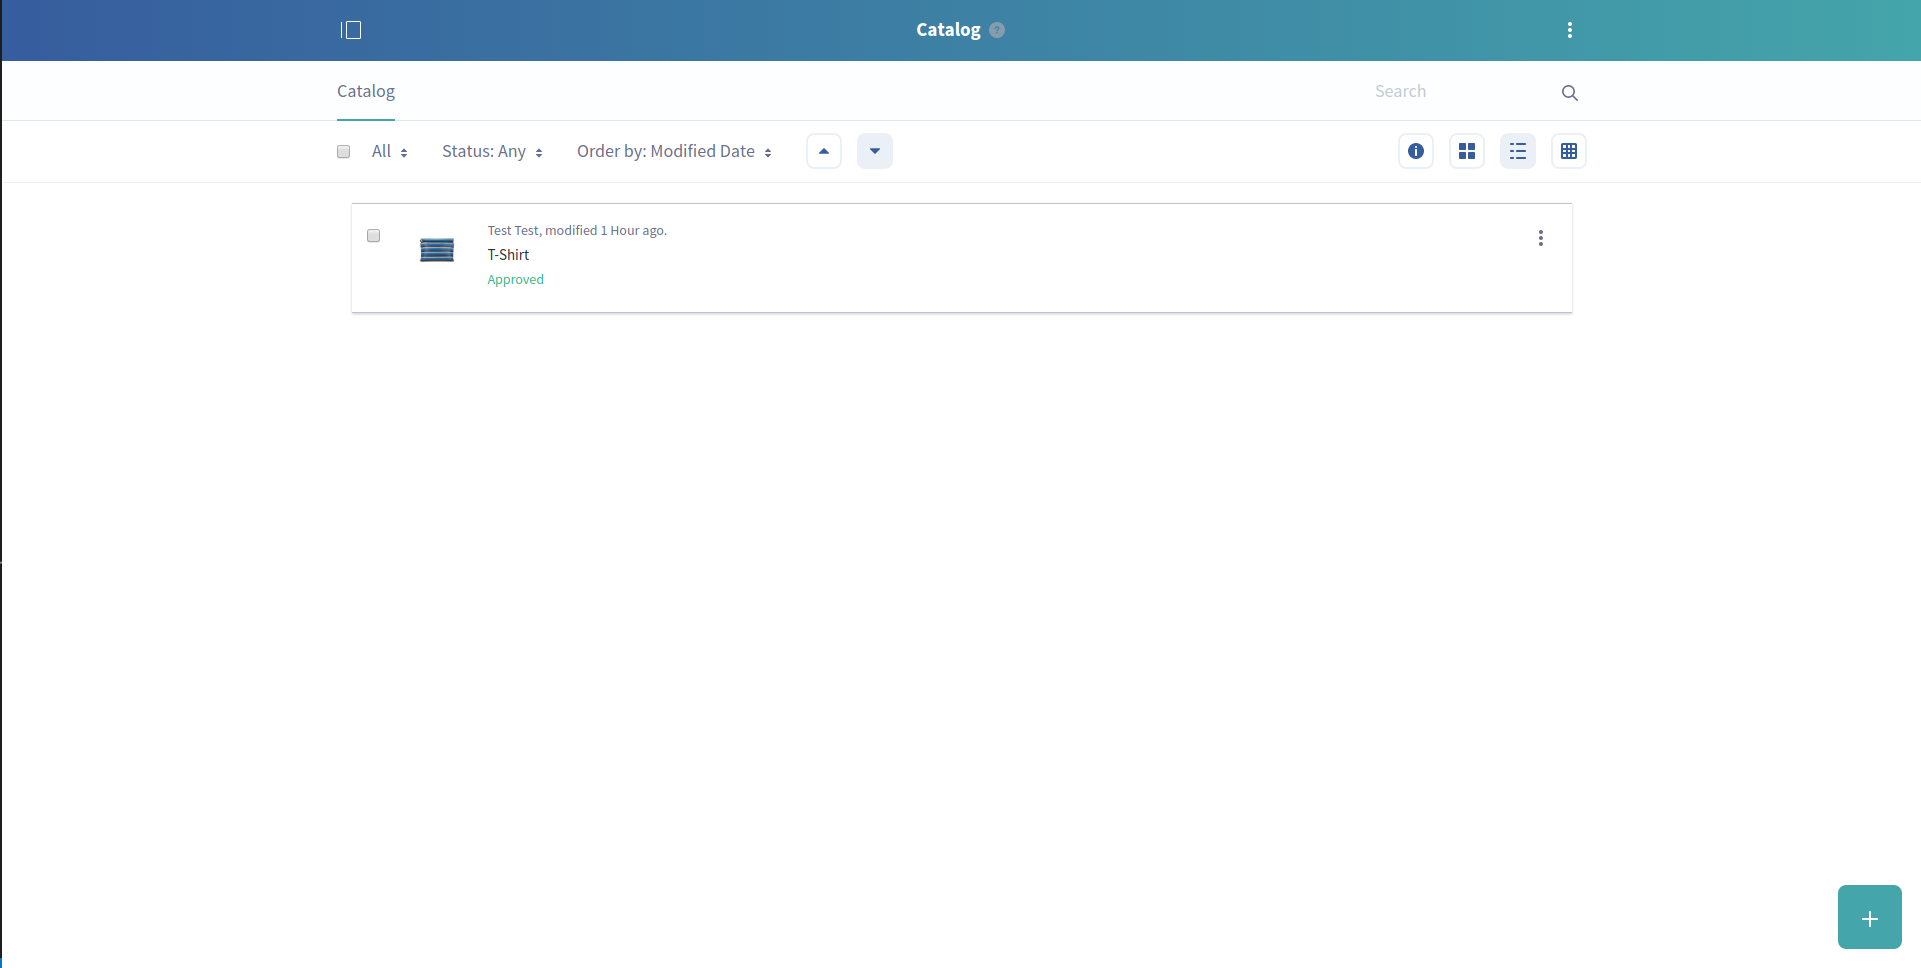 Catalog ?
Catalog
Search
All
Status: Any
Order by: Modified Date
Test Test, modified 1 Hour ago.
T-Shirt
Approved